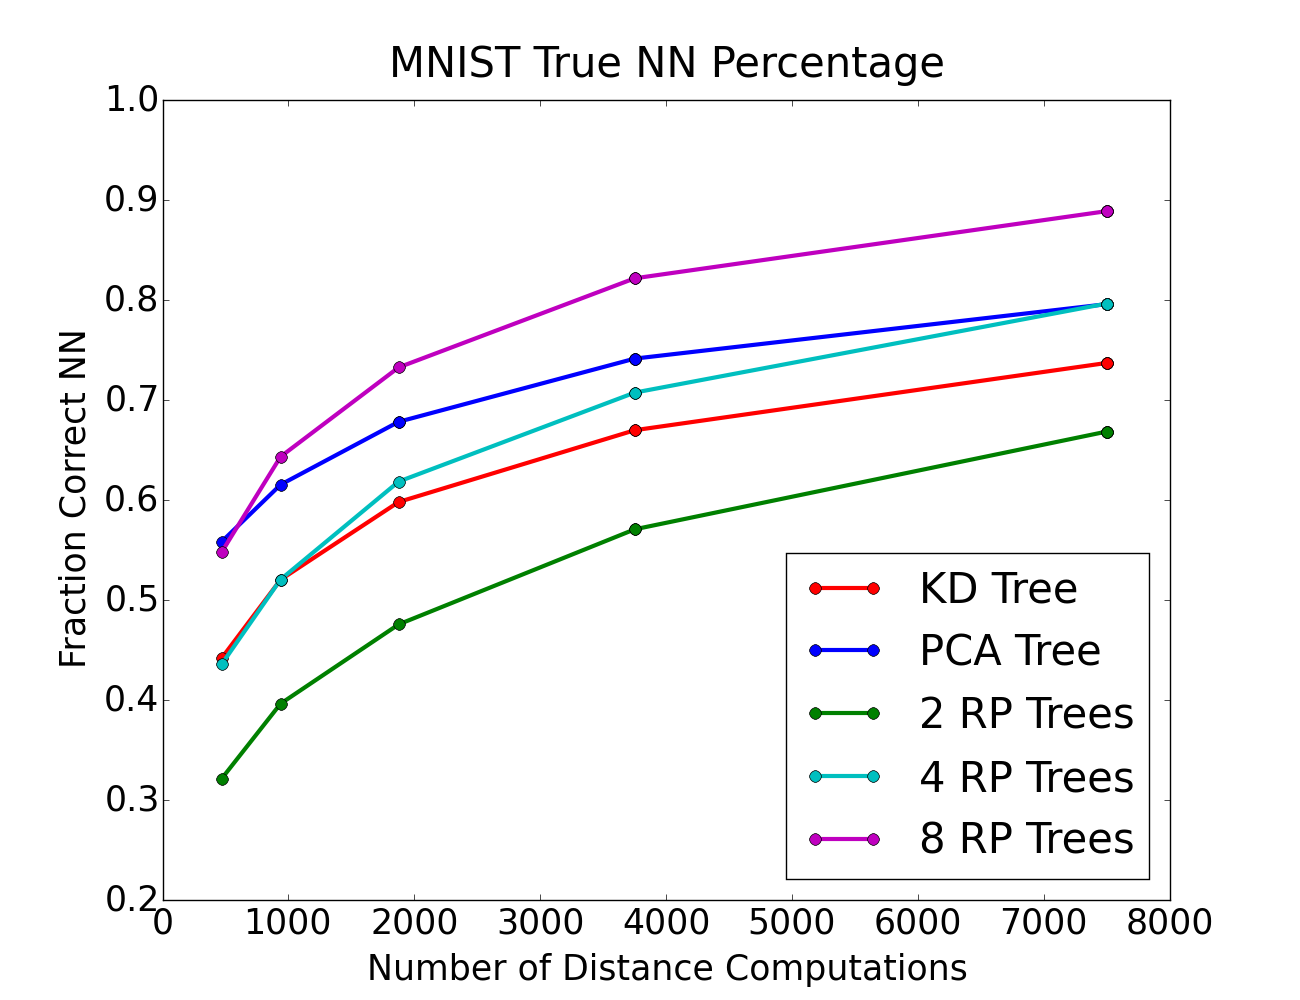 MNIST True NN Percentage
1.0
0.9
0.8
0.7
0.6
0.5
0.4
0.3
0.2
Fraction Correct NN
KD Tree
PCA Tree
2 RP Trees
4 RP Trees
8 RP Trees
0 1000 2000 3000 4000 5000 6000 7000 8000
Number of Distance Computations